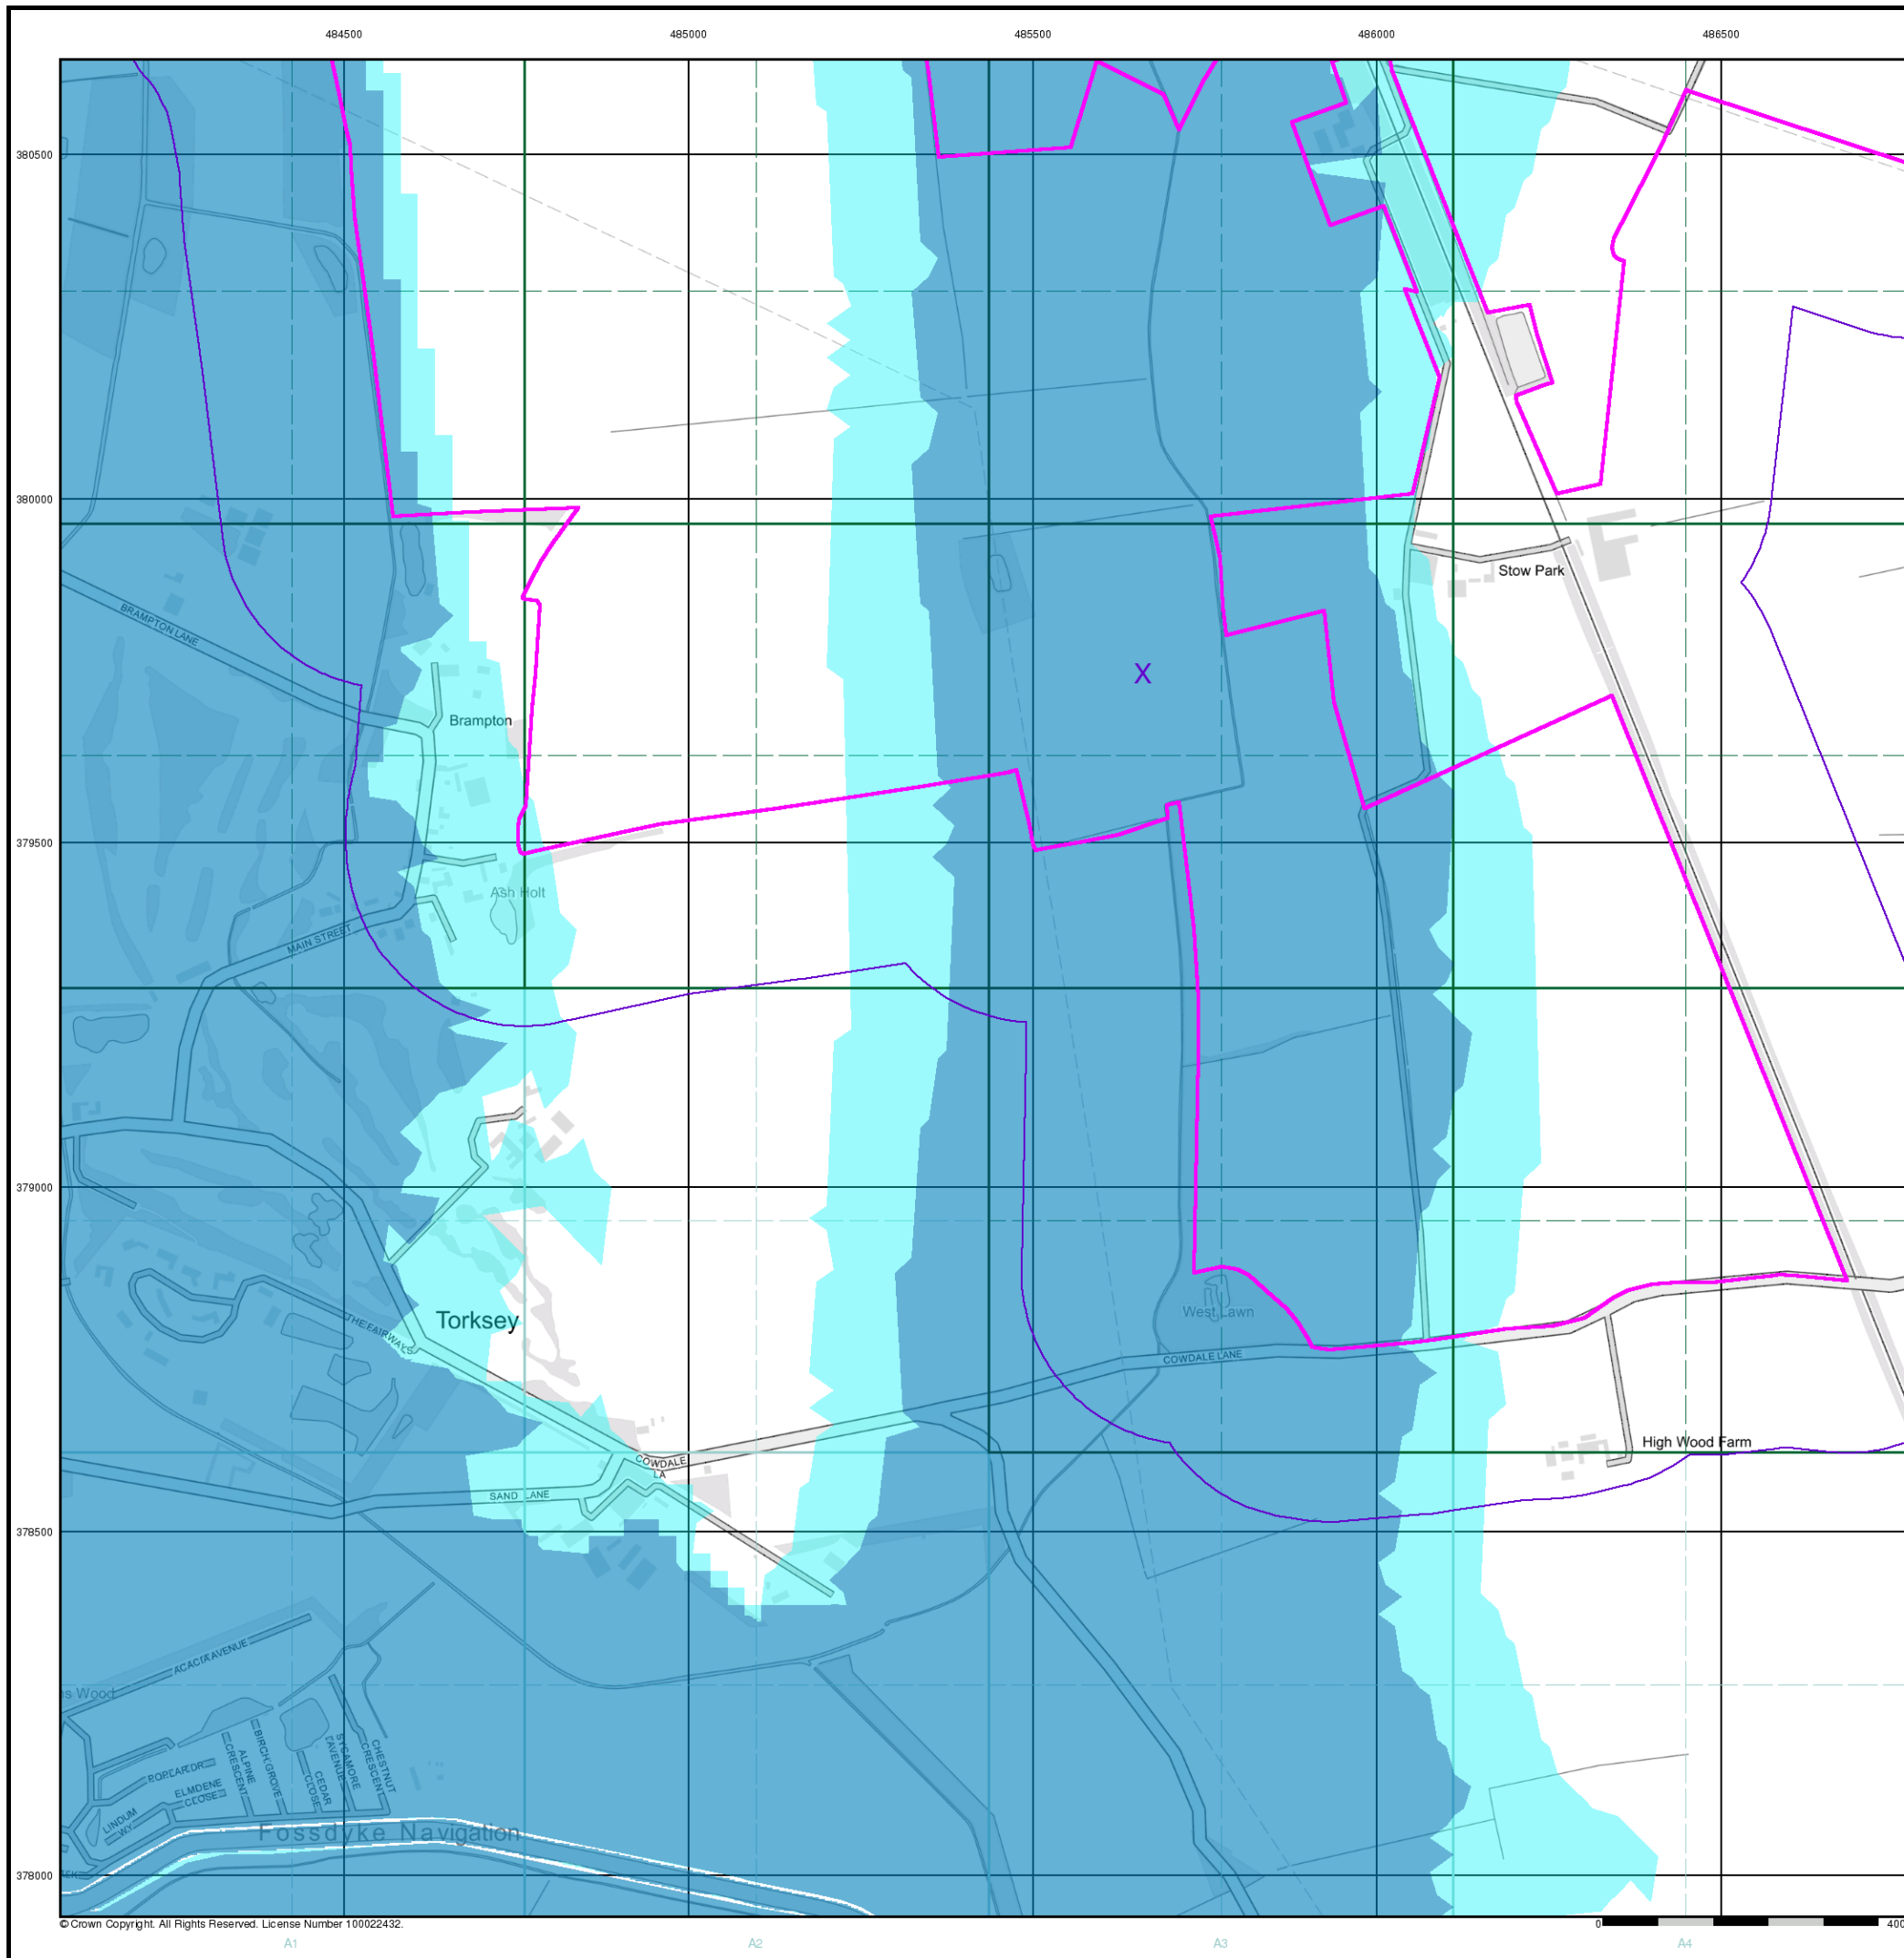 484500 485000 485500 486000 486500
380500
380000
Stow Park
BRAMPTON LANE
X
Brampton
379500
Ash Holt
MAIN STREET
379000
West Lawn
Torksey
THE FAIRWAYS
COWDALE LANE
High Wood Farm
COWDALE
LA
SAND LANE
378500
ACACIA AVENUE
s Wood
POPLAR DR
ELMDENE
CLOSE
LINDUM
WY
ALPINE
CRESCENT
BIRCH GROVE
CEDAR
CLOSE
SYCAMORE
AVENUE
CHESTNUT
CRESCENT
Fossdyke Navigation
378000
© Crown Copyright. All Rights Reserved. License Number 100022432.
0 400
A1 A2 A3 A4